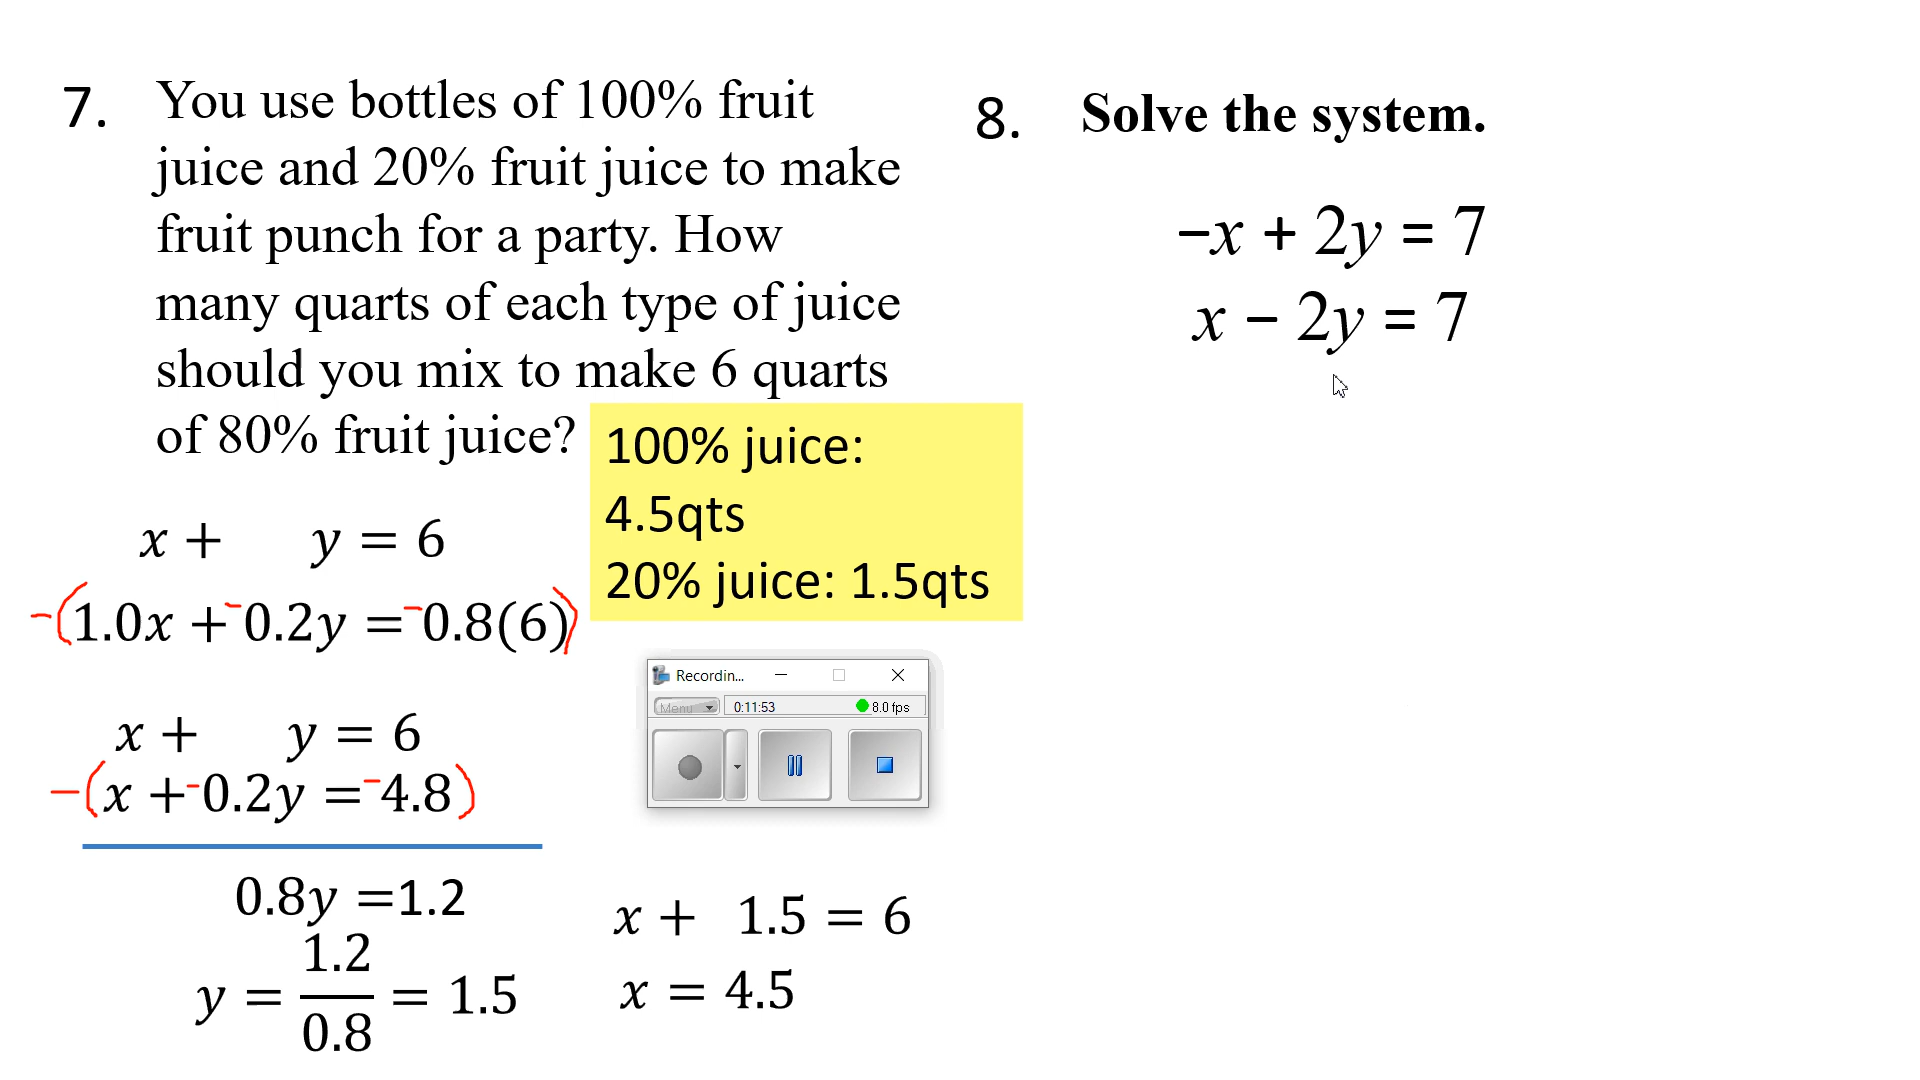 7. You use bottles of 100% fruit
juice and 20% fruit juice to make
fruit punch for a party. How
many quarts of each type of juice
should you mix to make 6 quarts
of 80% fruit juice?
100% juice:
4.5qts
20% juice: 1.5qts
x + y = 6
-(1.0x + -0.2y = -0.8(6))
x + y = 6
-(x + -0.2y = -4.8)
0.8y =1.2
y = 1.2/0.8 = 1.5
x + 1.5 = 6
x = 4.5
Recordin...
Menu 0:11:53 8.0 fps
8. Solve the system.
−x + 2y = 7
x − 2y = 7